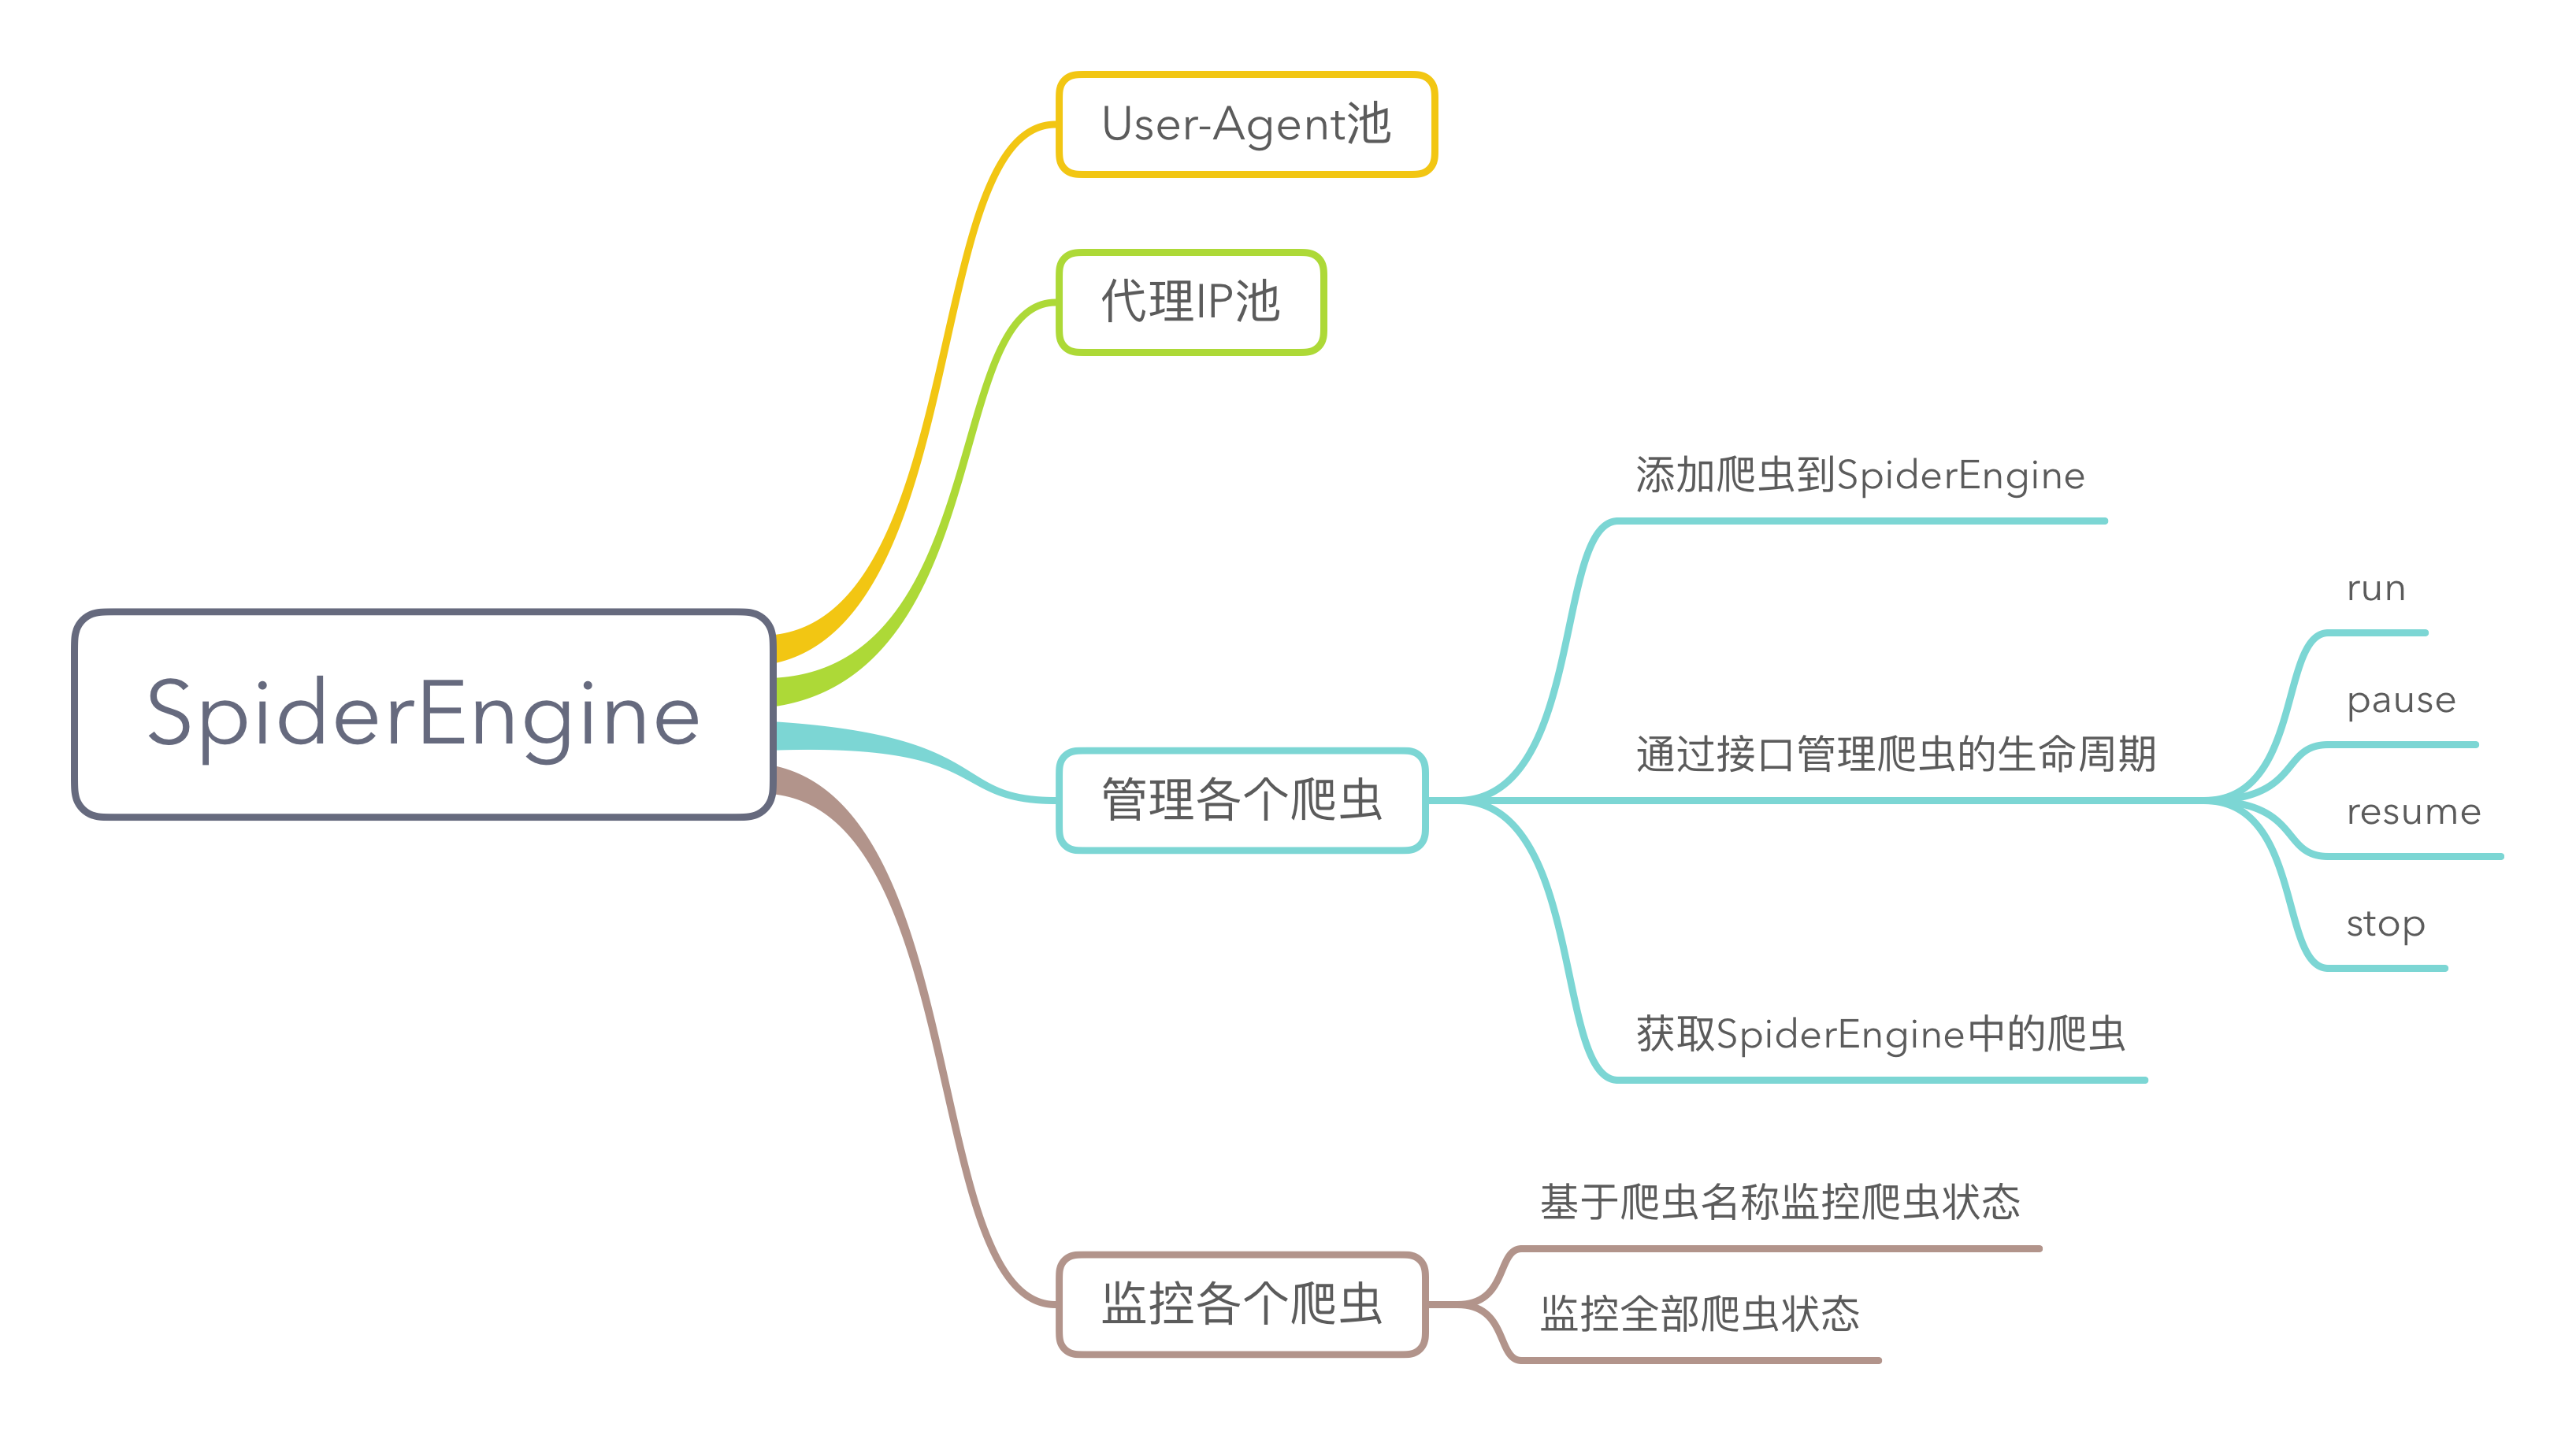 User-Agent池
代理IP池
SpiderEngine
管理各个爬虫
添加爬虫到SpiderEngine
通过接口管理爬虫的生命周期
run
pause
resume
stop
获取SpiderEngine中的爬虫
监控各个爬虫
基于爬虫名称监控爬虫状态
监控全部爬虫状态